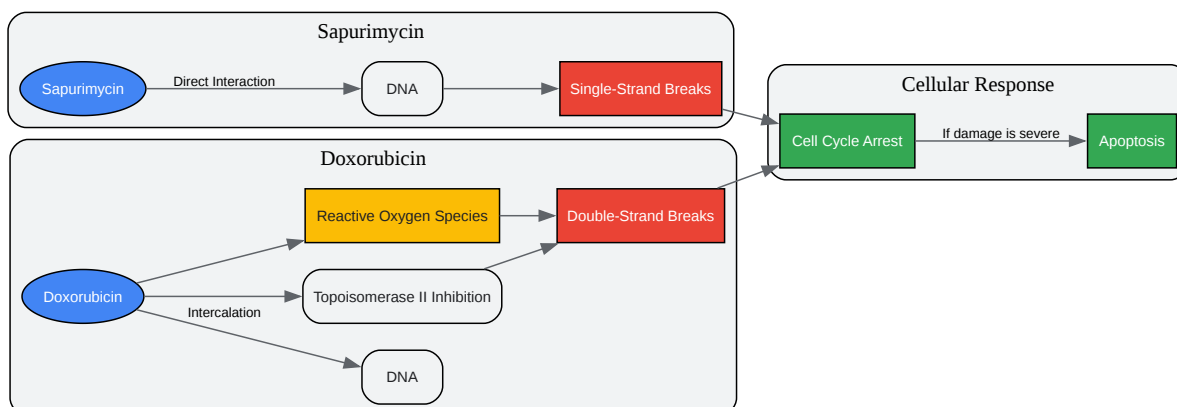 Sapurimycin
Sapurimycin
Direct Interaction
DNA
Single-Strand Breaks
Doxorubicin
Doxorubicin
Reactive Oxygen Species
Double-Strand Breaks
Topoisomerase II Inhibition
Intercalation
DNA
Cellular Response
Cell Cycle Arrest
If damage is severe
Apoptosis